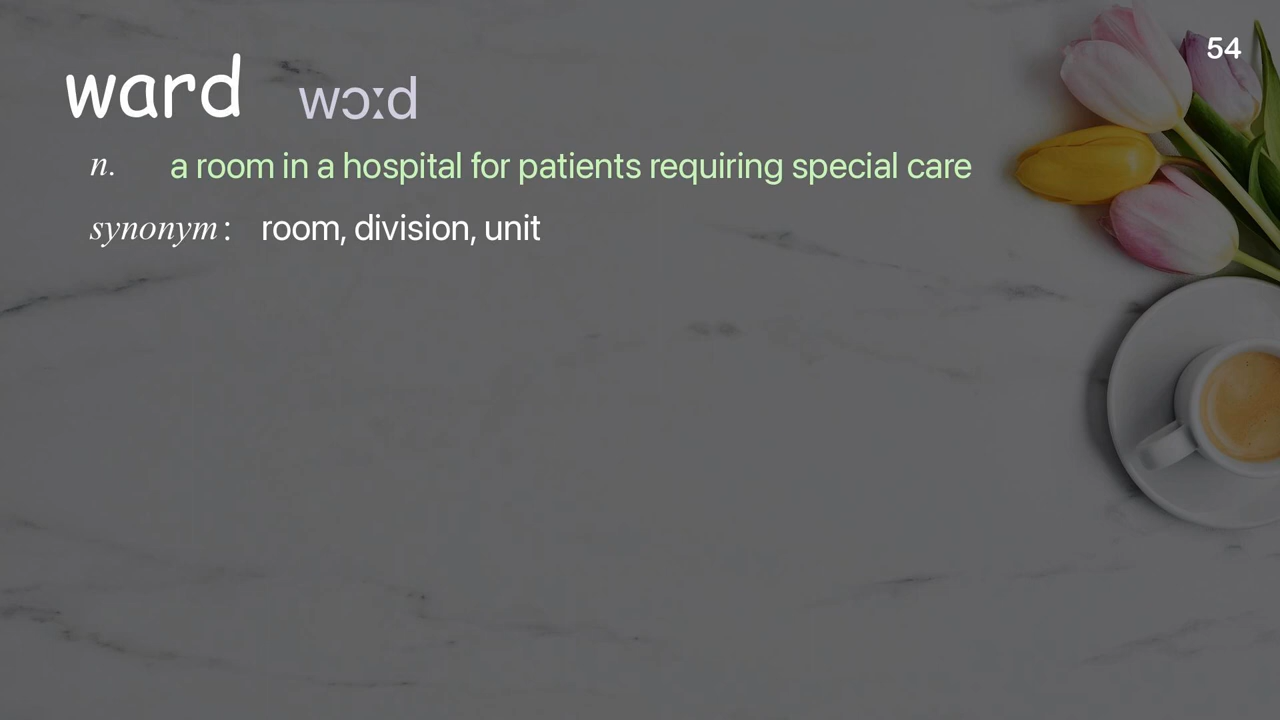 54
ward wɔːd
n. a room in a hospital for patients requiring special care
synonym: room, division, unit